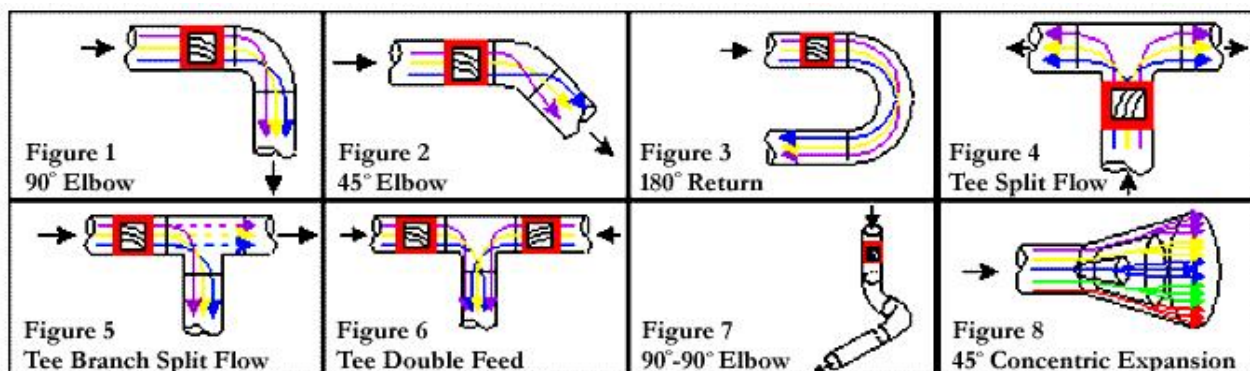 Figure 1
90° Elbow
Figure 2
45° Elbow
Figure 3
180° Return
Figure 4
Tee Split Flow
Figure 5
Tee Branch Split Flow
Figure 6
Tee Double Feed
Figure 7
90°-90° Elbow
Figure 8
45° Concentric Expansion